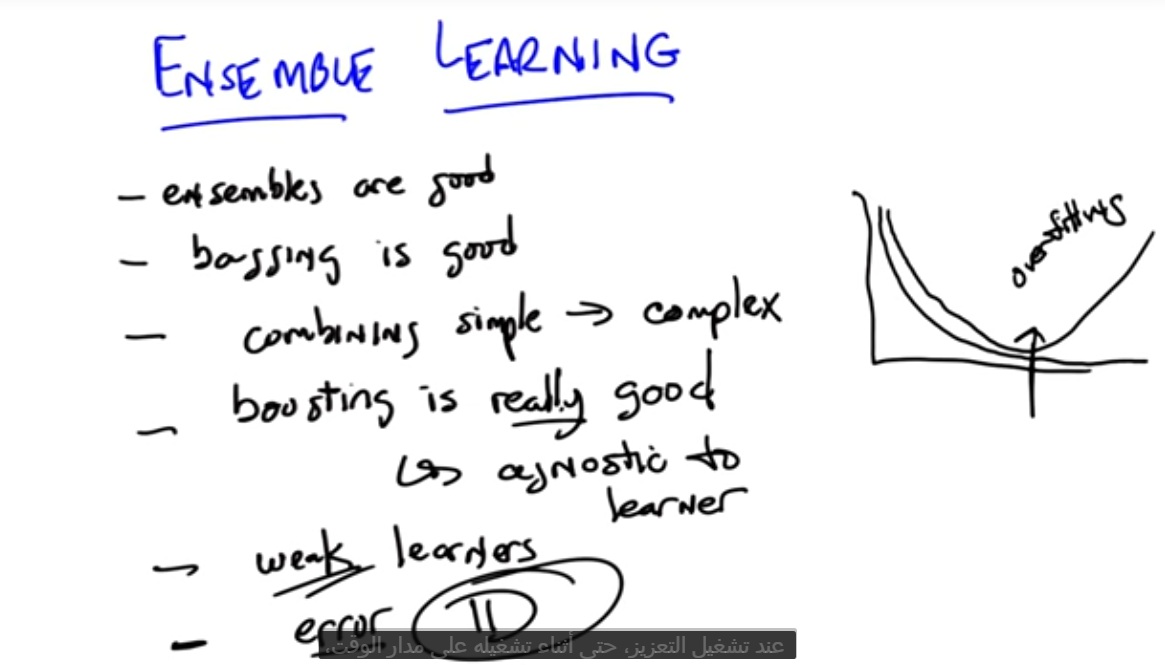 ENSEMBLE LEARNING
- ensembles are good
- bagging is good
- combining simple → complex
- boosting is really good
↳ agnostic to
learner
- weak learners
- error D
overfitting
عند تشغيل التعزيز، حتى أثناء تشغيله على مدار الوقت،